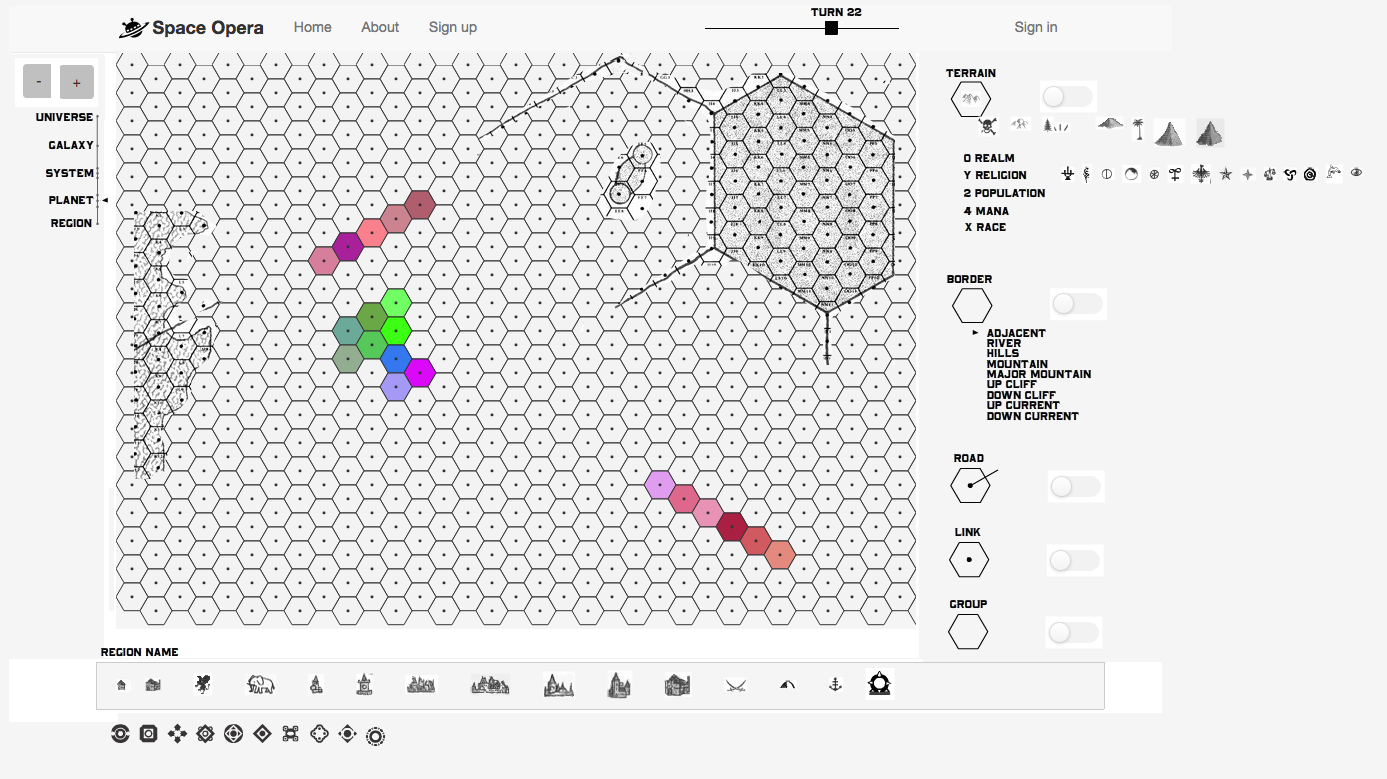 TURN 22
Space Opera Home About Sign up Sign in
- +
UNIVERSE
GALAXY
SYSTEM
PLANET
REGION
TERRAIN
O REALM
Y RELIGION
2 POPULATION
4 MANA
X RACE
BORDER
ADJACENT
RIVER
HILLS
MOUNTAIN
MAJOR MOUNTAIN
UP CLIFF
DOWN CLIFF
UP CURRENT
DOWN CURRENT
ROAD
LINK
GROUP
REGION NAME